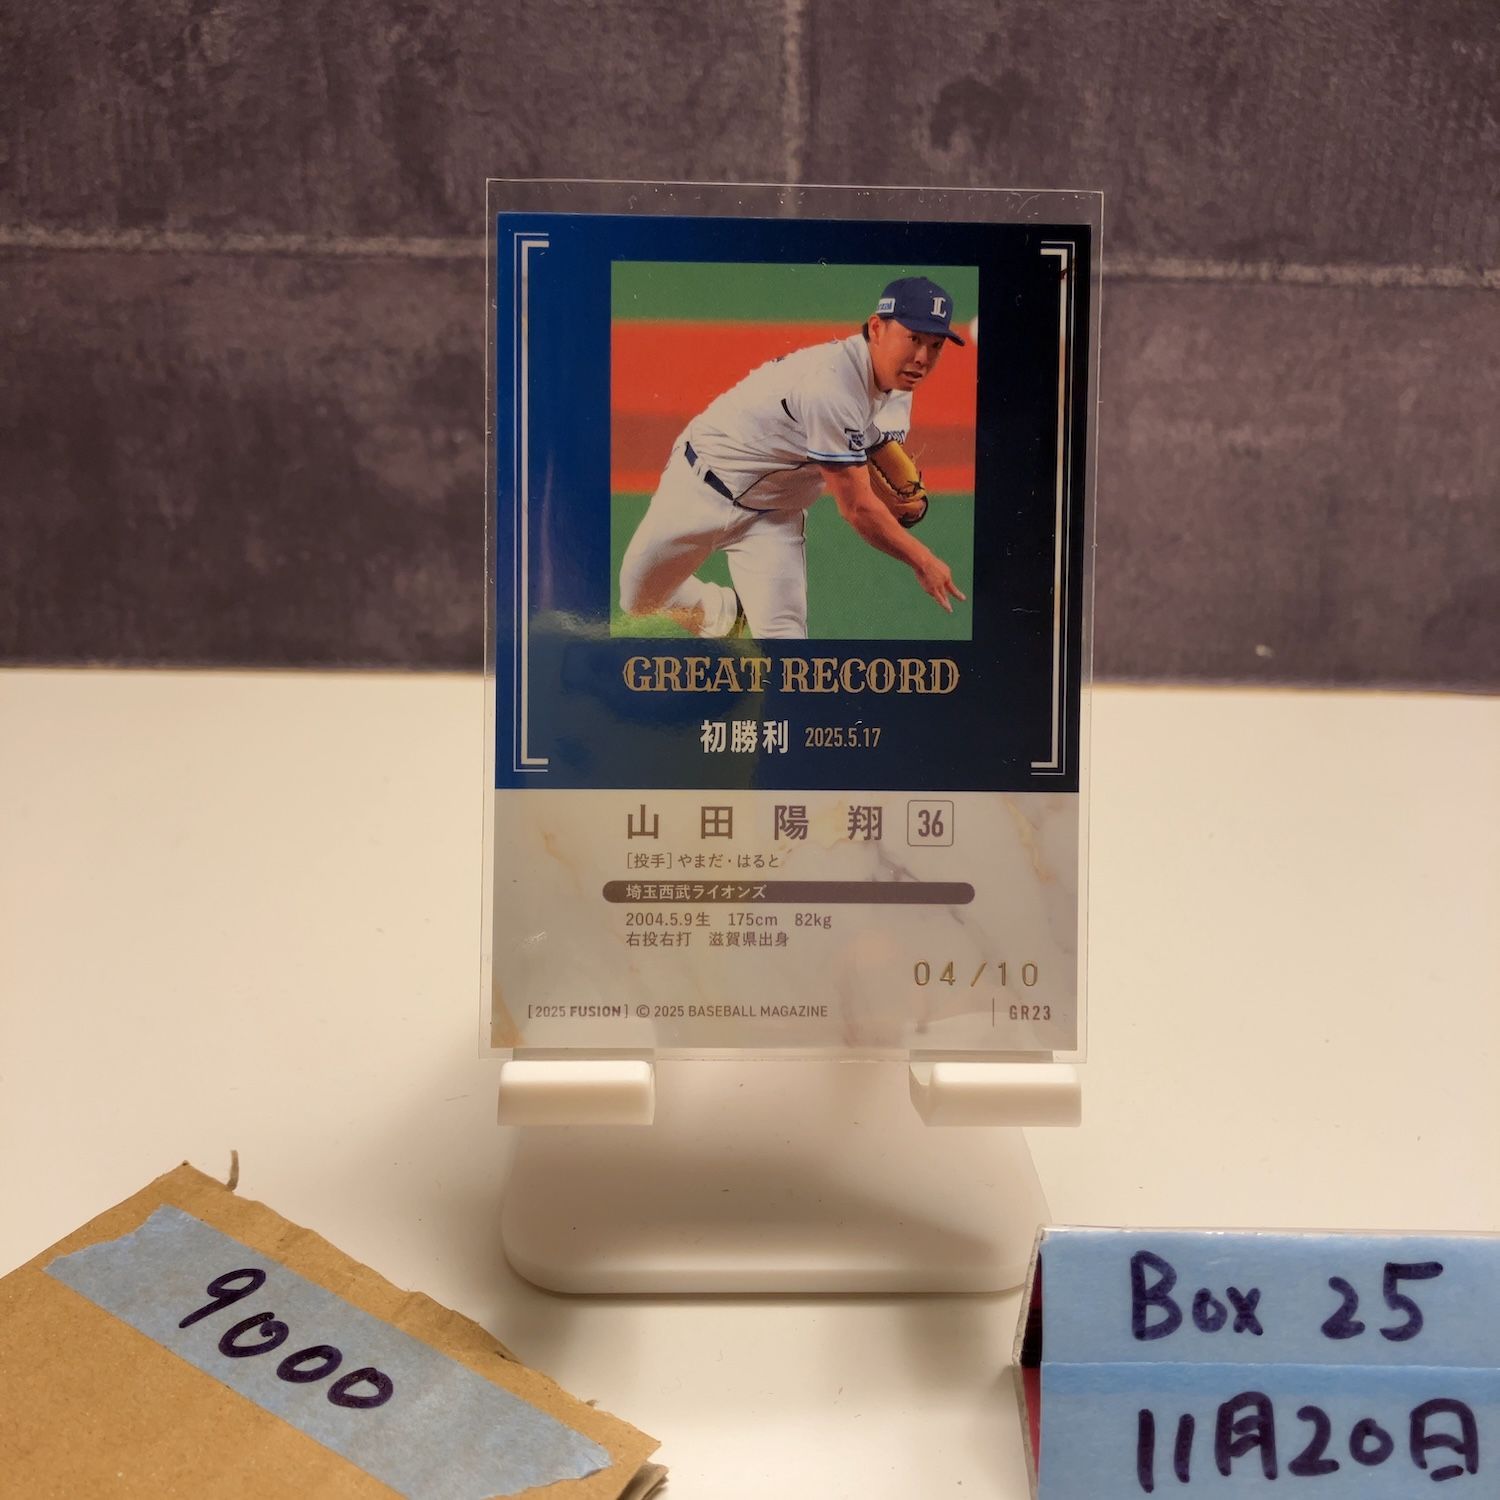 L
GREAT RECORD
初勝利 2025.5.17
山田陽翔 36
[投手]やまだ・はると
埼玉西武ライオンズ
2004.5.9生 175cm 82kg
右投右打 滋賀県出身
04/10
[2025 FUSION] © 2025 BASEBALL MAGAZINE
GR23
9000
Box 25
11月20日